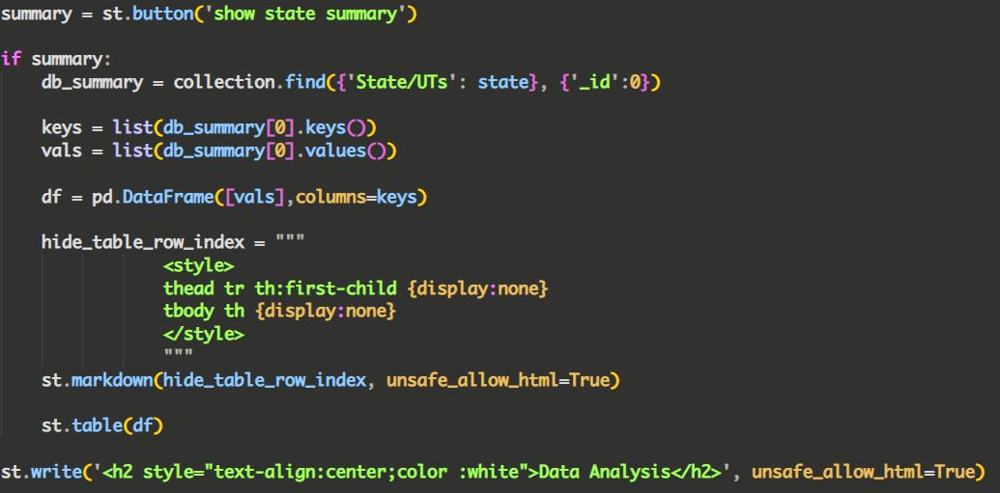 summary = st.button('show state summary')
if summary:
db_summary = collection.find({'State/UTs': state}, {'_id':0})
keys = list(db_summary[0].keys())
vals = list(db_summary[0].values())
df = pd.DataFrame([vals],columns=keys)
hide_table_row_index = """
<style>
thead tr th:first-child {display:none}
tbody th {display:none}
</style>
"""
st.markdown(hide_table_row_index, unsafe_allow_html=True)
st.table(df)
st.write('<h2 style="text-align:center;color :white">Data Analysis</h2>', unsafe_allow_html=True)